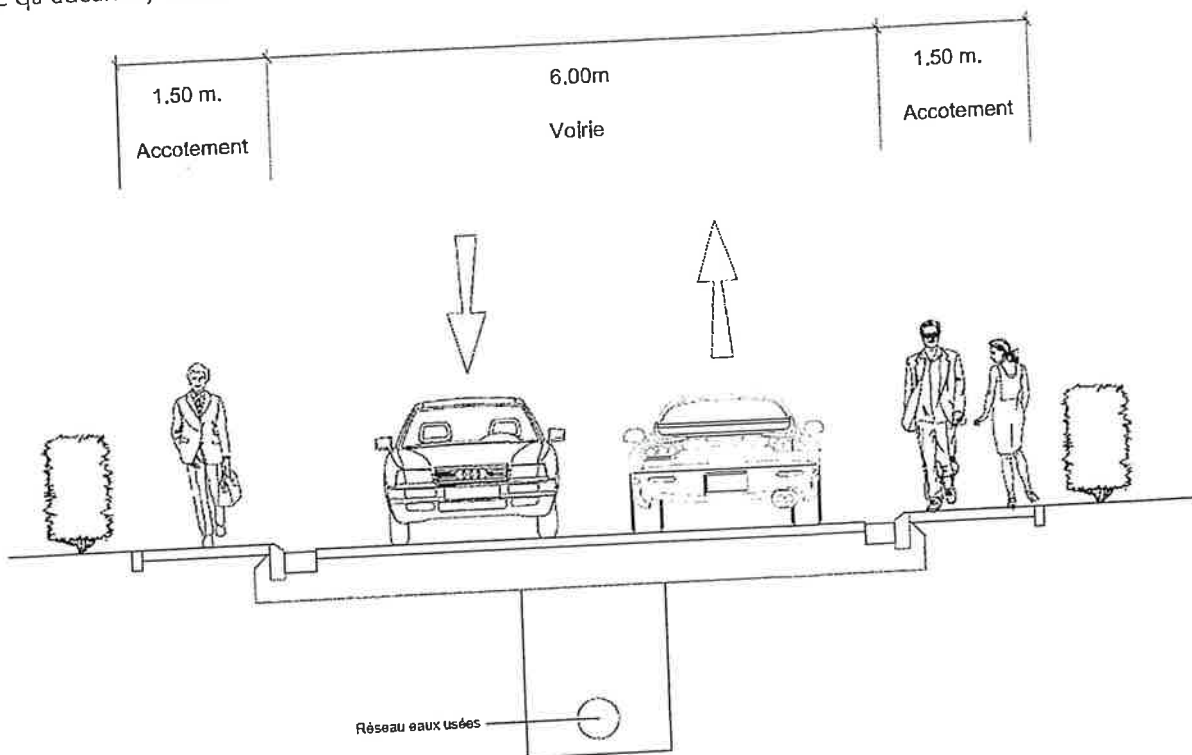 1.50 m.
Accotement
6.00m
Voirie
1.50 m.
Accotement
Réseau eaux usées